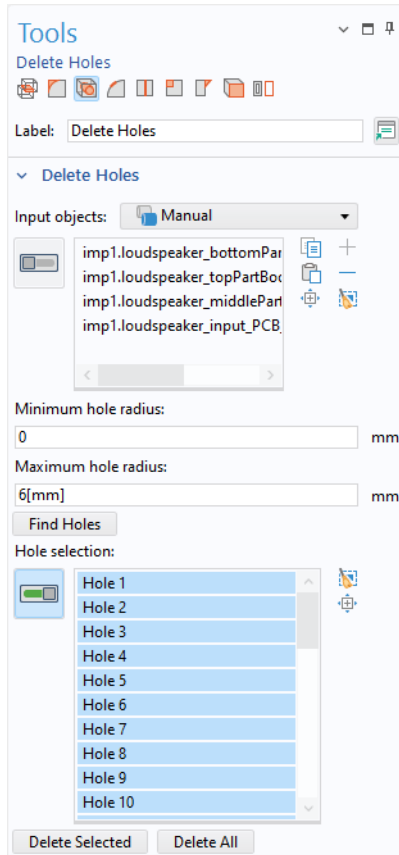 Tools
Delete Holes
Label: Delete Holes
Delete Holes
Input objects: Manual
imp1.loudspeaker_bottomPar
imp1.loudspeaker_topPartBod
imp1.loudspeaker_middlePart
imp1.loudspeaker_input_PCB_
Minimum hole radius:
0 mm
Maximum hole radius:
6[mm] mm
Find Holes
Hole selection:
Hole 1
Hole 2
Hole 3
Hole 4
Hole 5
Hole 6
Hole 7
Hole 8
Hole 9
Hole 10
Delete Selected Delete All